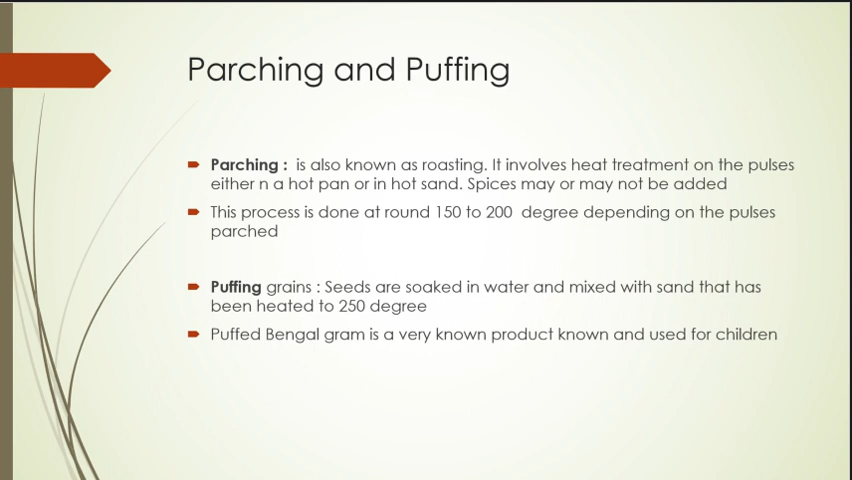 Parching and Puffing
Parching : is also known as roasting. It involves heat treatment on the pulses
either n a hot pan or in hot sand. Spices may or may not be added
This process is done at round 150 to 200 degree depending on the pulses
parched
Puffing grains : Seeds are soaked in water and mixed with sand that has
been heated to 250 degree
Puffed Bengal gram is a very known product known and used for children